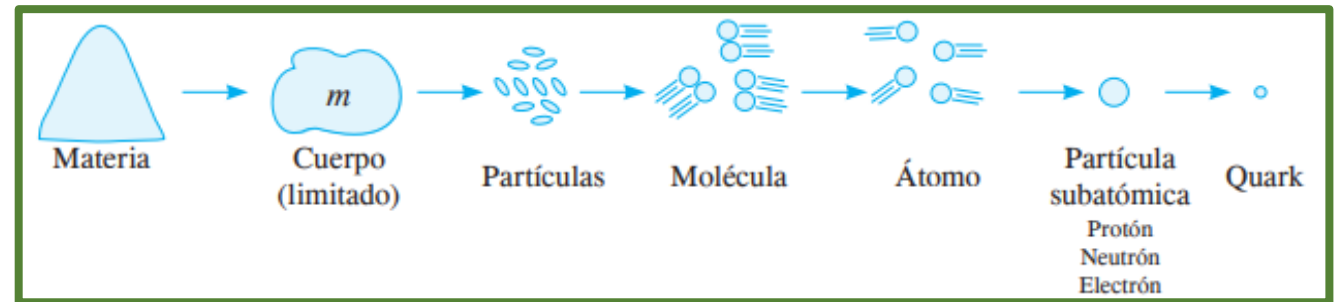 m
Materia
Cuerpo
(limitado)
Partículas
Molécula
Átomo
Partícula
subatómica
Protón
Neutrón
Electrón
Quark